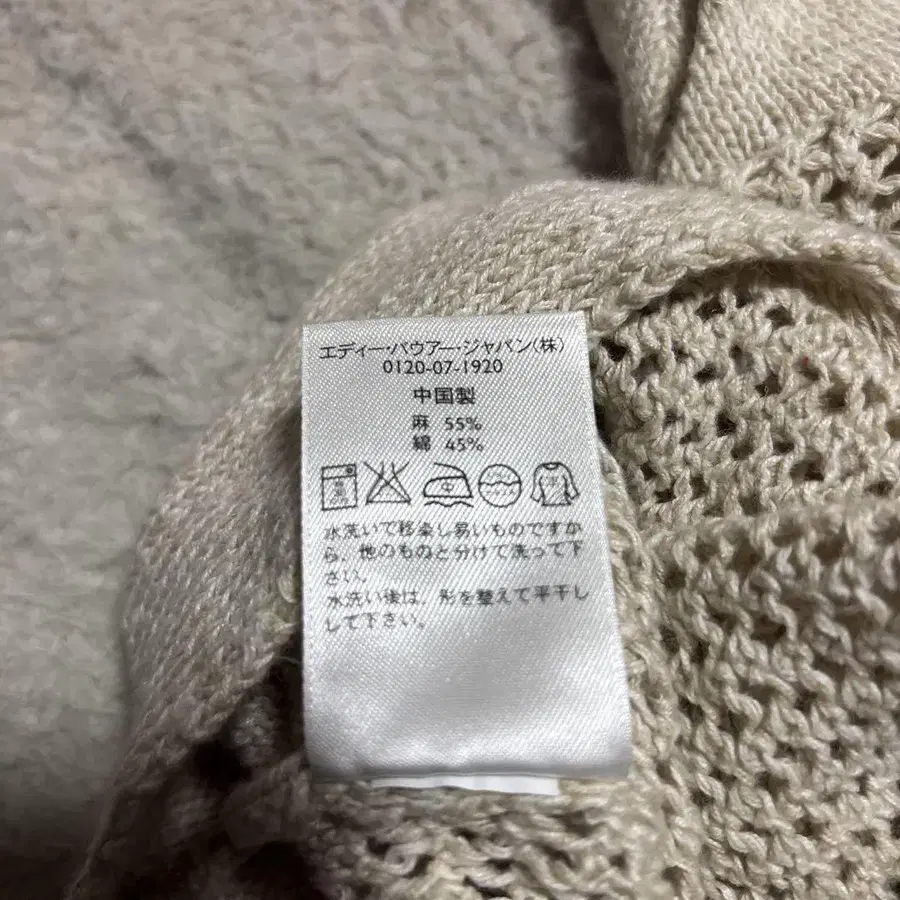 エディー・バウアー・ジャパン(株)
0120-07-1920
中国製
麻 55%
綿 45%
水洗いで移染し易いものですか
ら、他のものと分けて洗って下
さい。
水洗い後は、形を整えて平干し
して下さい。